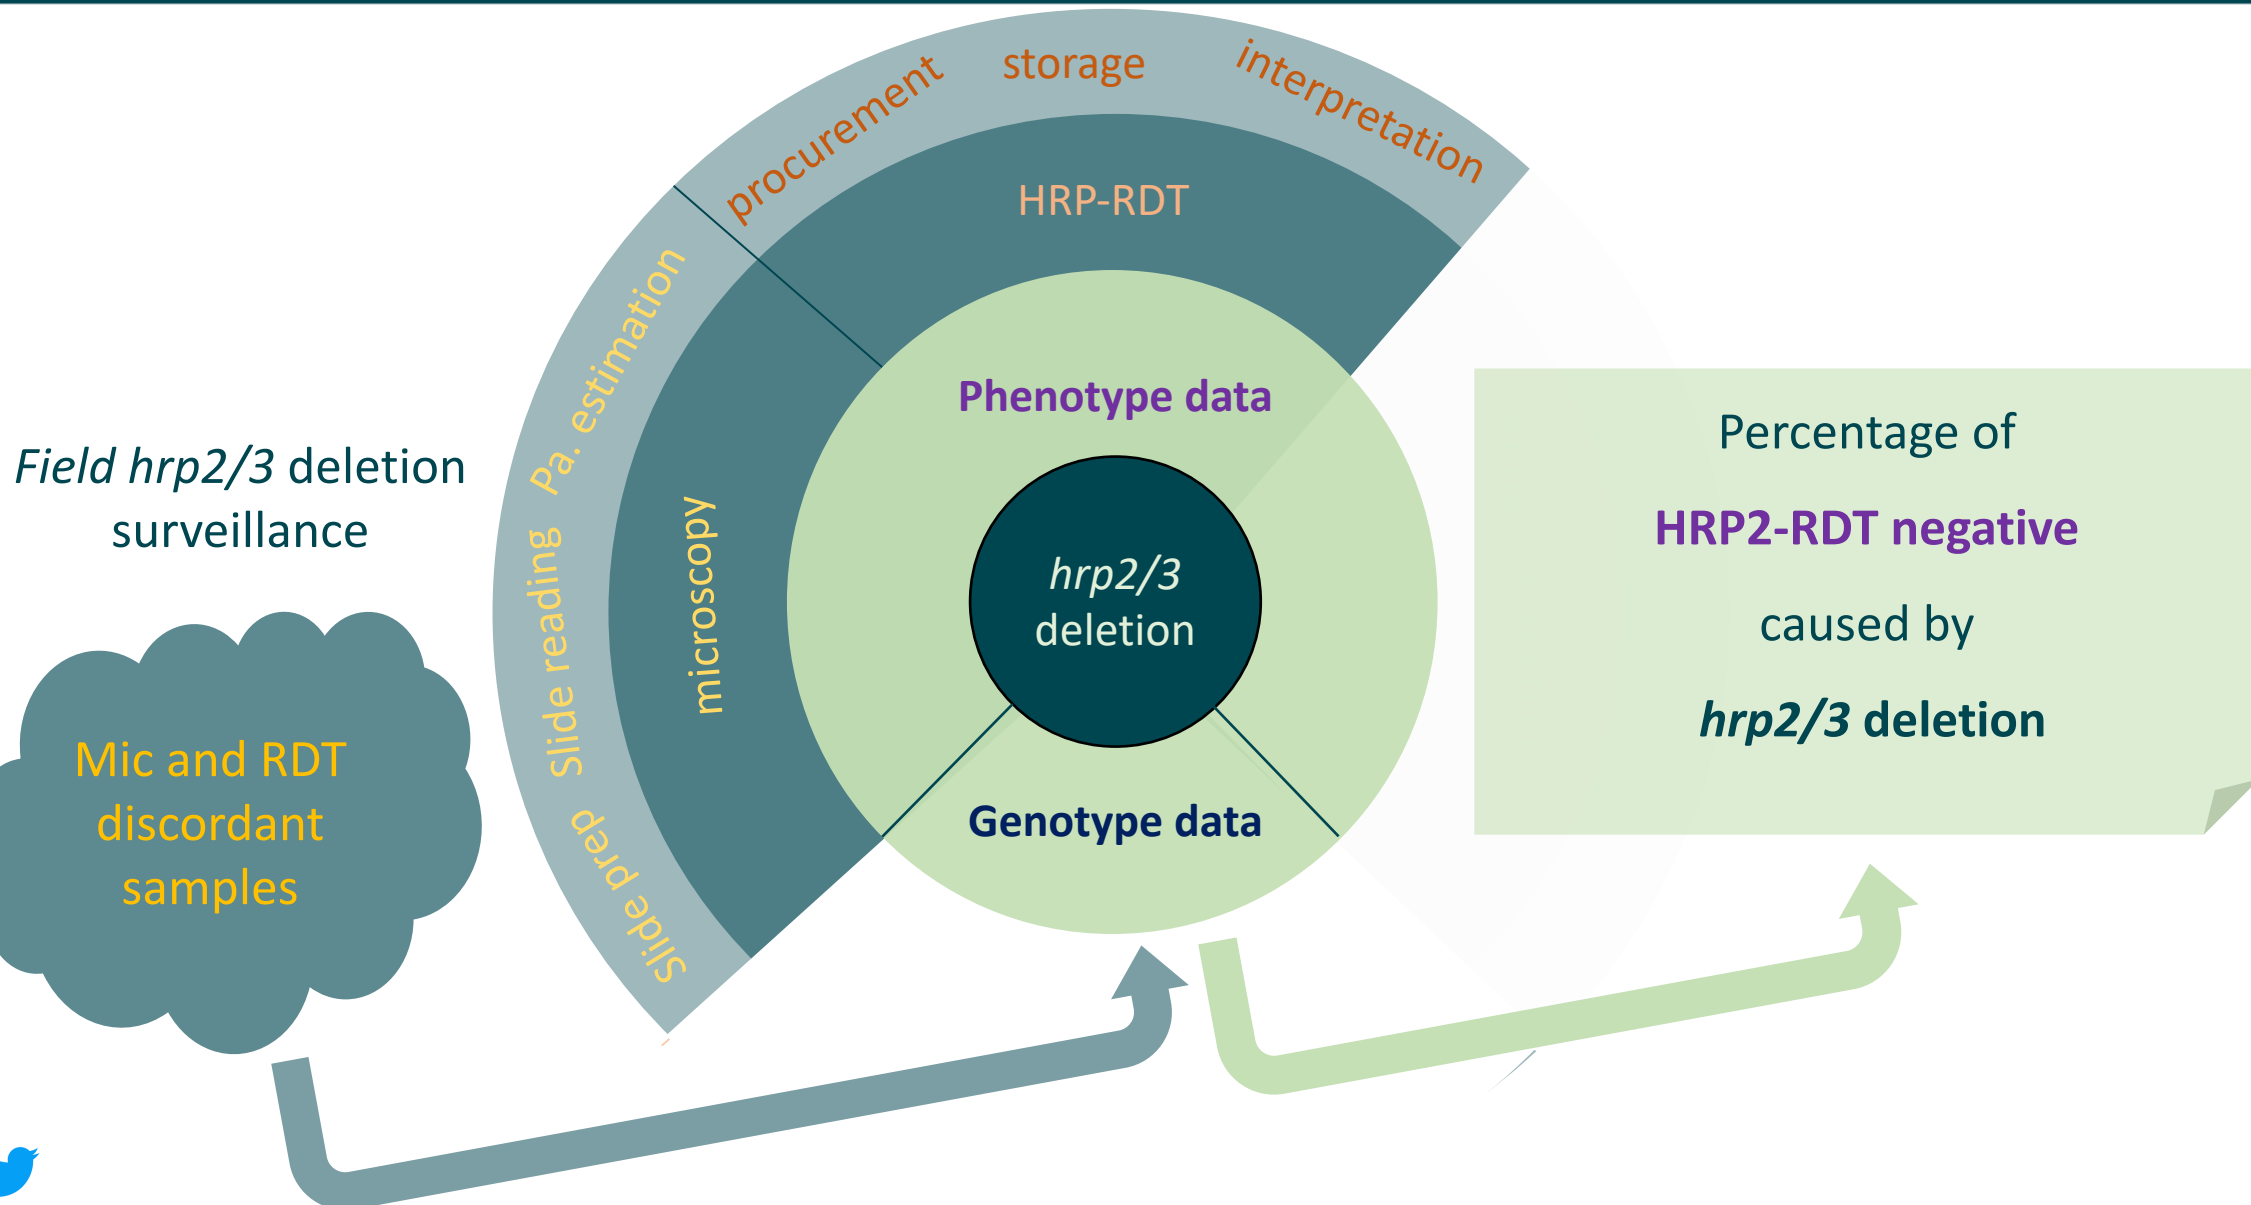 procurement
storage
interpretation
HRP-RDT
Pa. estimation
Slide reading
Slide prep
microscopy
Phenotype data
hrp2/3
deletion
Genotype data
Field hrp2/3 deletion
surveillance
Mic and RDT
discordant
samples
Percentage of
HRP2-RDT negative
caused by
hrp2/3 deletion